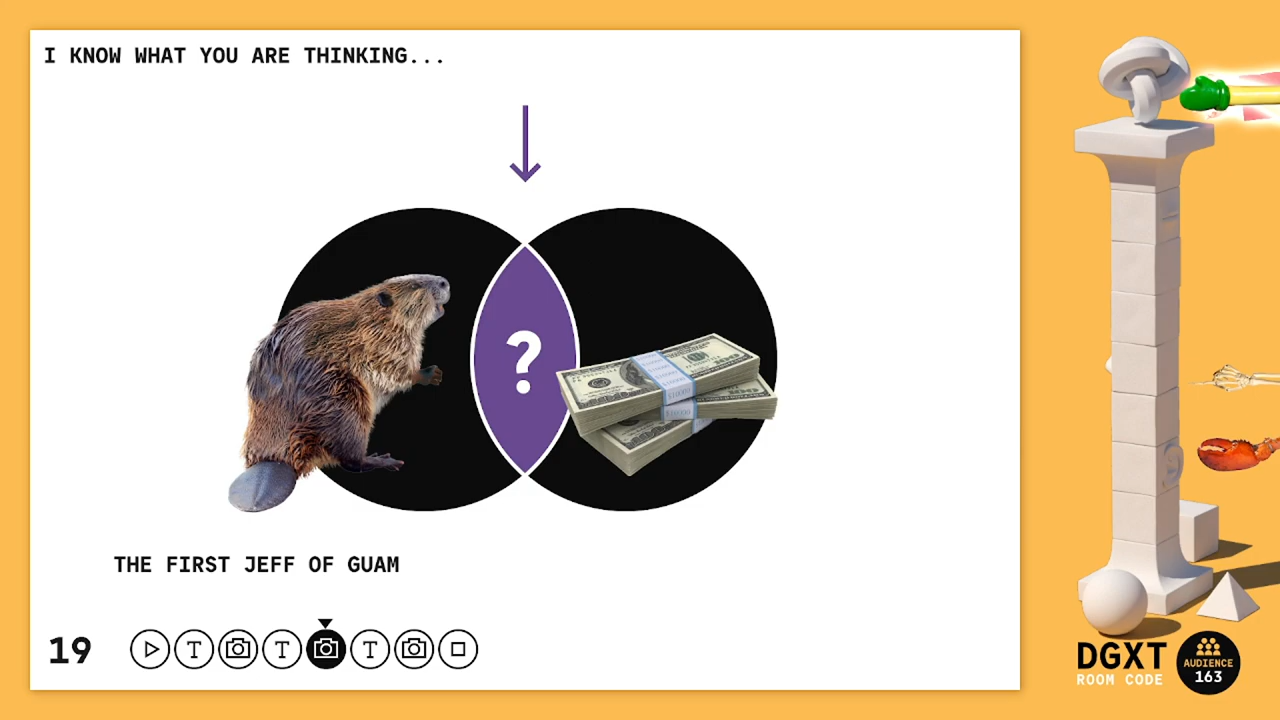 I KNOW WHAT YOU ARE THINKING...
?
THE FIRST JEFF OF GUAM
19
T
T
T
DGXT
ROOM CODE
AUDIENCE
163